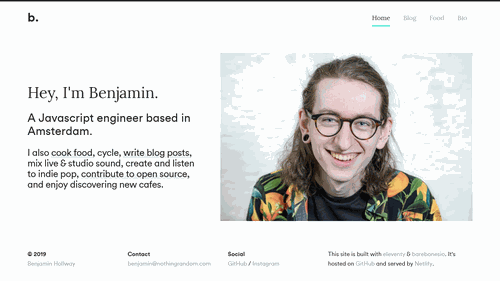 b.
Home Blog Food Bio
Hey, I'm Benjamin.
A Javascript engineer based in
Amsterdam.
I also cook food, cycle, write blog posts,
mix live & studio sound, create and listen
to indie pop, contribute to open source,
and enjoy discovering new cafes.
© 2019
Benjamin Hollway
Contact
benjamin@nothingrandom.com
Social
GitHub / Instagram
This site is built with eleventy & barebonesio. It's
hosted on GitHub and served by Netlify.